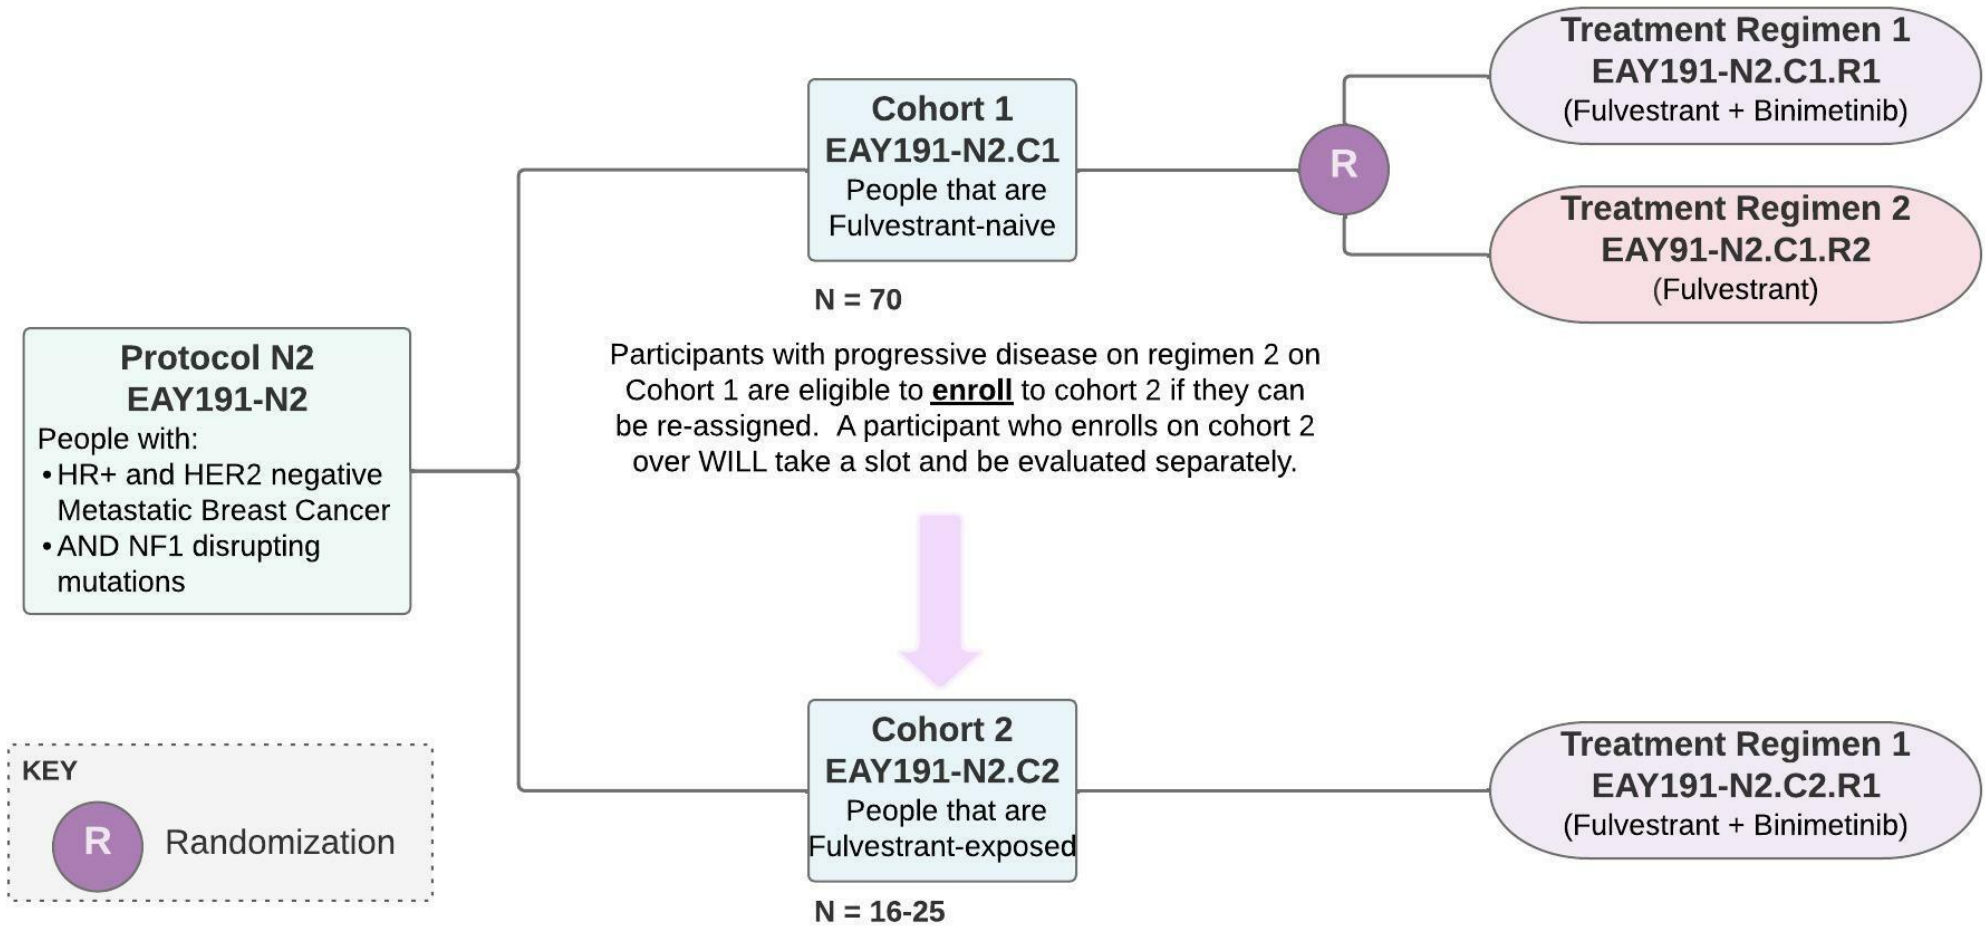 Protocol N2
EAY191-N2
People with:
• HR+ and HER2 negative
Metastatic Breast Cancer
• AND NF1 disrupting
mutations
Cohort 1
EAY191-N2.C1
People that are
Fulvestrant-naive
N = 70
R
Treatment Regimen 1
EAY191-N2.C1.R1
(Fulvestrant + Binimetinib)
Treatment Regimen 2
EAY91-N2.C1.R2
(Fulvestrant)
Participants with progressive disease on regimen 2 on
Cohort 1 are eligible to enroll to cohort 2 if they can
be re-assigned.  A participant who enrolls on cohort 2
over WILL take a slot and be evaluated separately.
Cohort 2
EAY191-N2.C2
People that are
Fulvestrant-exposed
N = 16-25
Treatment Regimen 1
EAY191-N2.C2.R1
(Fulvestrant + Binimetinib)
KEY
R Randomization